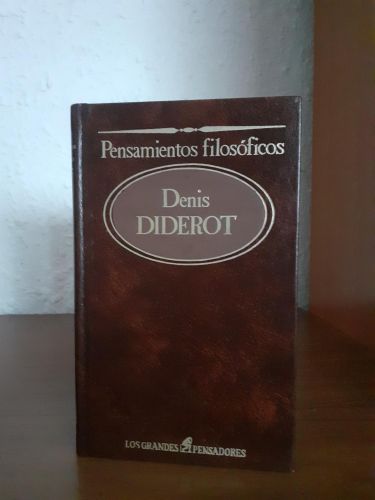 Pensamientos filosóficos
Denis
DIDEROT
LOS GRANDES PENSADORES